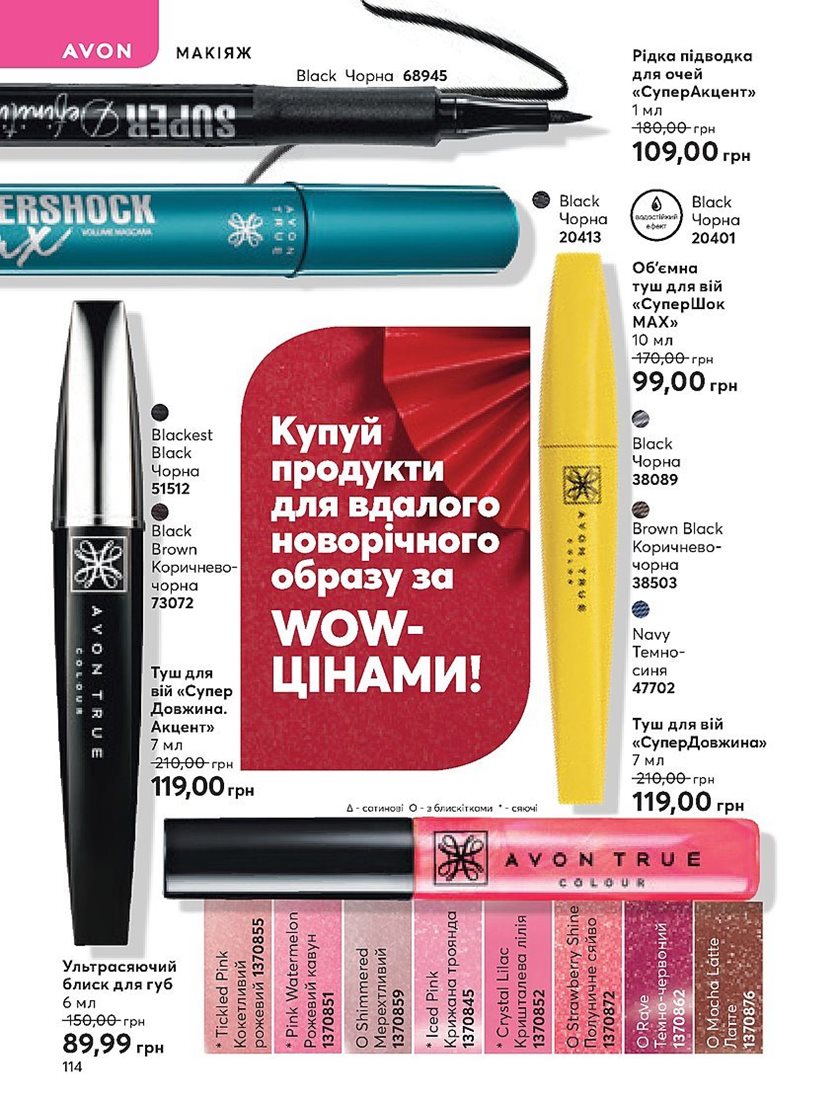 AVON
МАКІЯЖ
Black Чорна 68945
SUPER
Рідка підводка
для очей
«СуперАкцент»
1 мл
180,00 грн
109,00 грн
ERSHOCK
VOLUME MASCARA
AVON
TRUE
Black
Чорна
20413
водостійкий
ефект
Black
Чорна
20401
Об'ємна
туш для вій
«СуперШок
MAX»
10 мл
170,00 грн
99,00 грн
Blackest
Black
Чорна
51512
Black
Brown
Коричнево-
чорна
73072
AVON TRUE
COLOUR
Туш для
вій «Супер
Довжина.
Акцент»
7 мл
210,00 грн
119,00 грн
Купуй
продукти
для вдалого
новорічного
образу за
WOW-
ЦІНАМИ!
AVON TRUE
COLOUR
Black
Чорна
38089
Brown Black
Коричнево-
чорна
38503
Navy
Темно-
синя
47702
Туш для вій
«СуперДовжина»
7 мл
210,00 грн
119,00 грн
Δ - сатинові О - з блискітками * - сяючі
AVON TRUE
COLOUR
Ультрасяючий
блиск для губ
6 мл
150,00 грн
89,99 грн
* Tickled Pink
Кокетливий
рожевий 1370855
* Pink Watermelon
Рожевий кавун
1370851
О Shimmered
Мерехтливий
1370859
* Iced Pink
Крижана троянда
1370845
* Crystal Lilac
Кришталева лілія
1370852
О Strawberry Shine
Полуничне сяйво
1370872
О Rave
Темно-червоний
1370862
О Mocha Latte
Латте
1370876
114